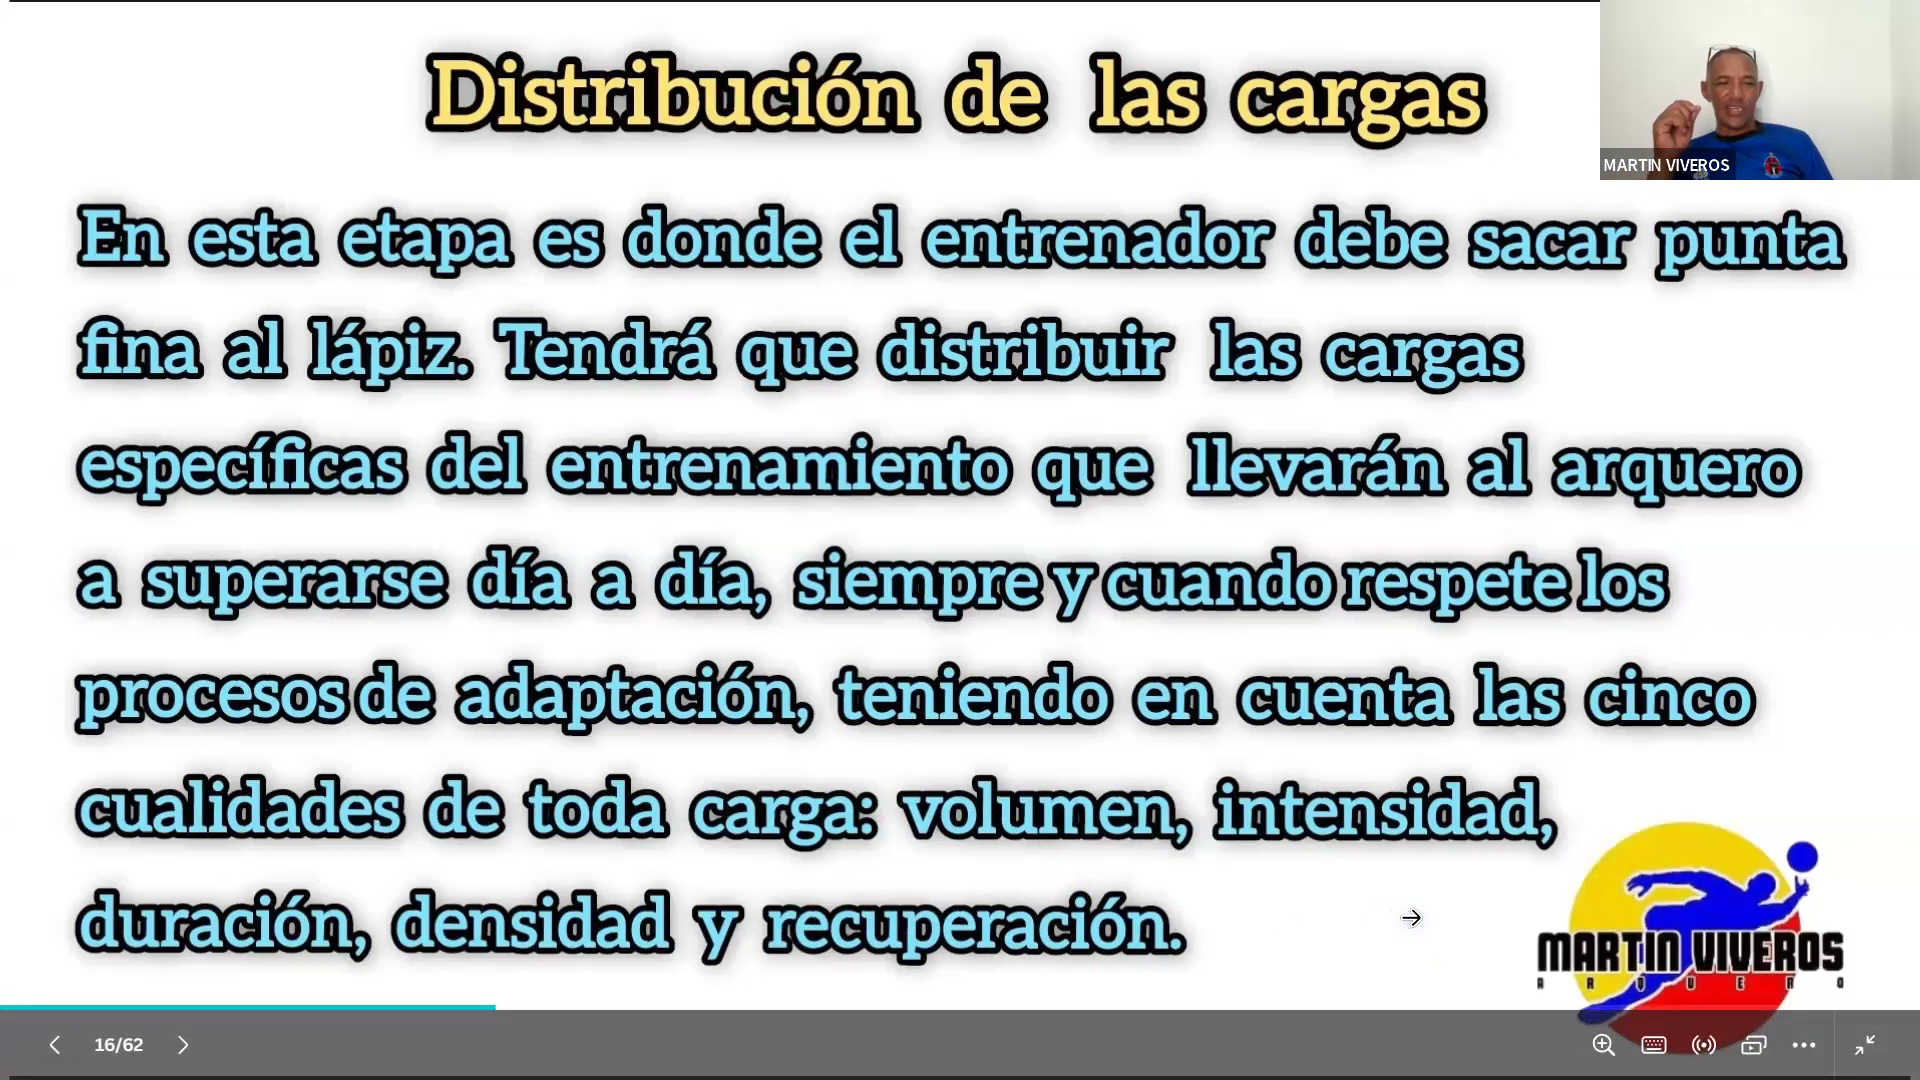 Distribución de las cargas
MARTIN VIVEROS
En esta etapa es donde el entrenador debe sacar punta
fina al lápiz. Tendrá que distribuir las cargas
específicas del entrenamiento que llevarán al arquero
a superarse día a día, siempre y cuando respete los
procesos de adaptación, teniendo en cuenta las cinco
cualidades de toda carga: volumen, intensidad,
duración, densidad y recuperación.
MARTIN VIVEROS
ARQUERO
16/62